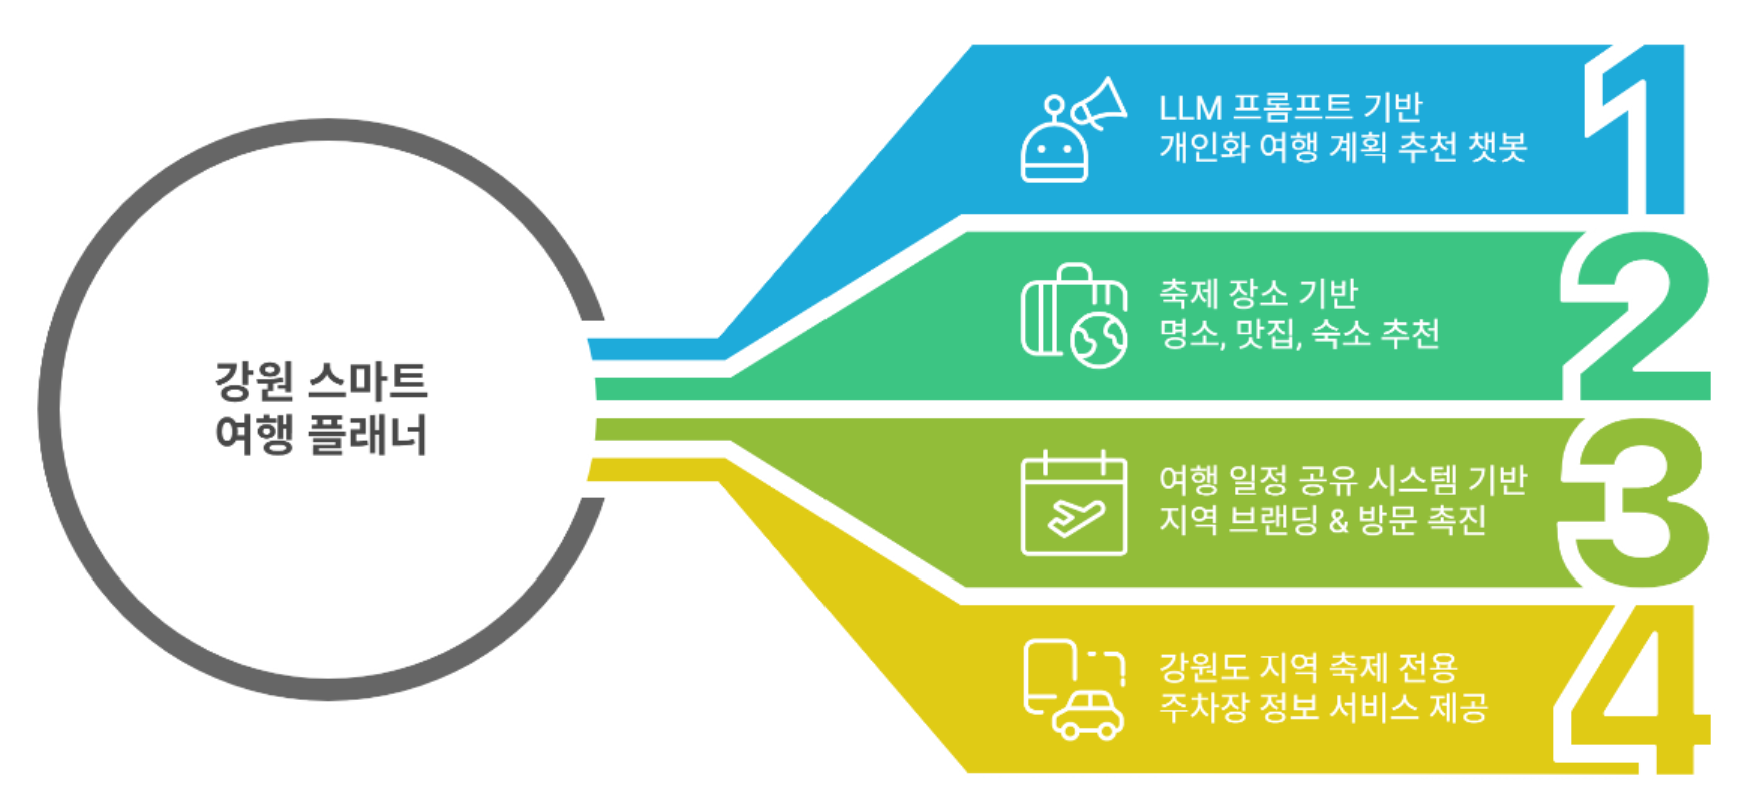 강원 스마트
여행 플래너
LLM 프롬프트 기반
개인화 여행 계획 추천 챗봇
1
축제 장소 기반
명소, 맛집, 숙소 추천
2
여행 일정 공유 시스템 기반
지역 브랜딩 & 방문 촉진
3
강원도 지역 축제 전용
주차장 정보 서비스 제공
4